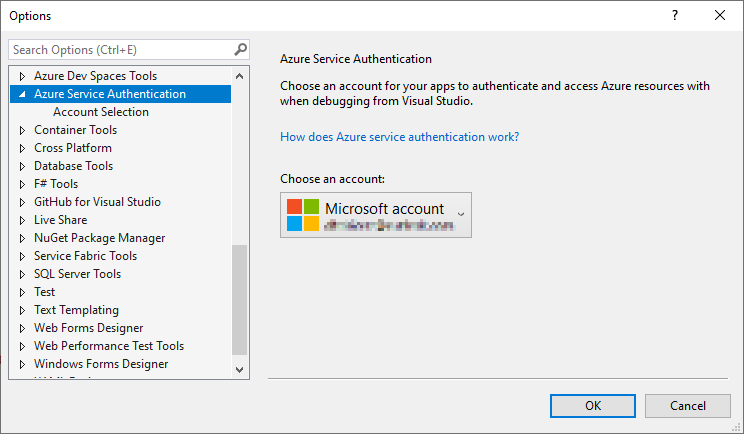 Options
Search Options (Ctrl+E)
Azure Dev Spaces Tools
Azure Service Authentication
Account Selection
Container Tools
Cross Platform
Database Tools
F# Tools
GitHub for Visual Studio
Live Share
NuGet Package Manager
Service Fabric Tools
SQL Server Tools
Test
Text Templating
Web Forms Designer
Web Performance Test Tools
Windows Forms Designer
Azure Service Authentication
Choose an account for your apps to authenticate and access Azure resources with
when debugging from Visual Studio.
How does Azure service authentication work?
Choose an account:
Microsoft account
OK
Cancel